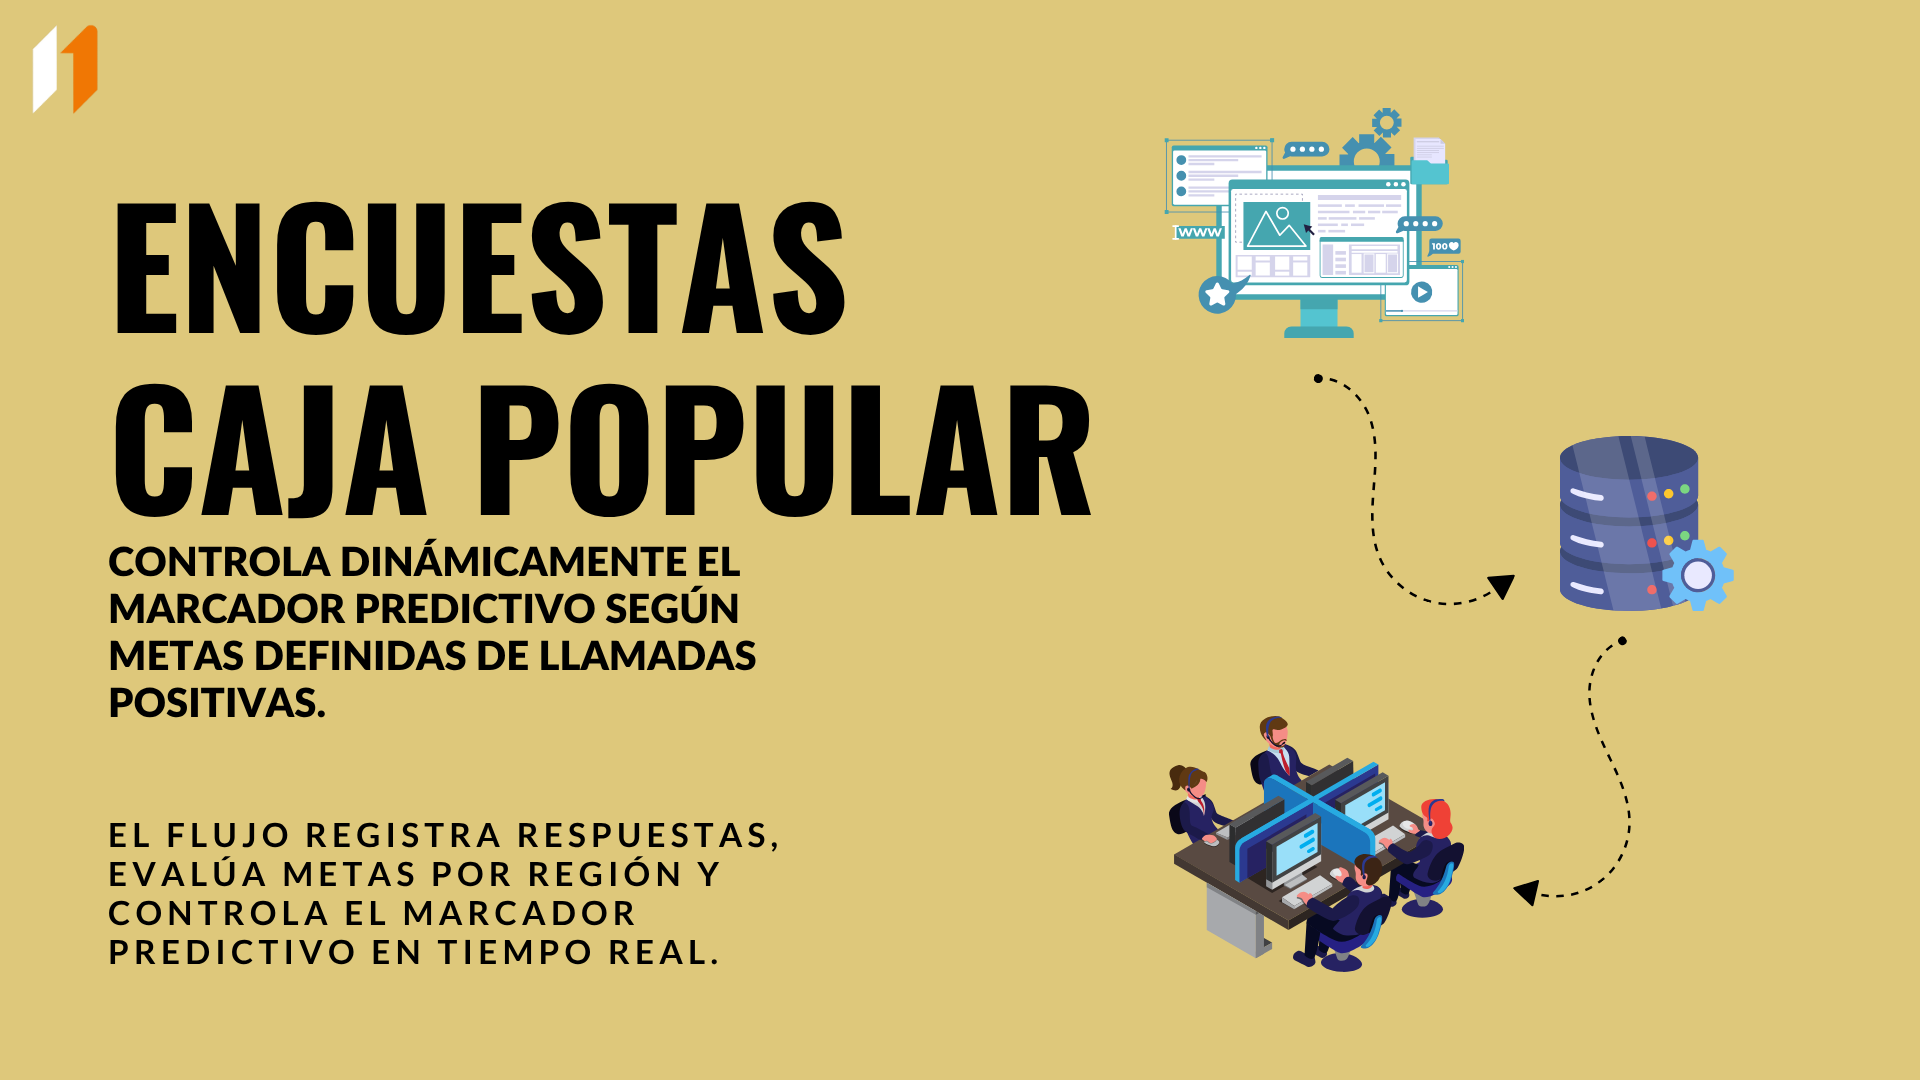 ENCUESTAS
CAJA POPULAR
CONTROLA DINÁMICAMENTE EL
MARCADOR PREDICTIVO SEGÚN
METAS DEFINIDAS DE LLAMADAS
POSITIVAS.
EL FLUJO REGISTRA RESPUESTAS,
EVALÚA METAS POR REGIÓN Y
CONTROLA EL MARCADOR
PREDICTIVO EN TIEMPO REAL.
WWW
100